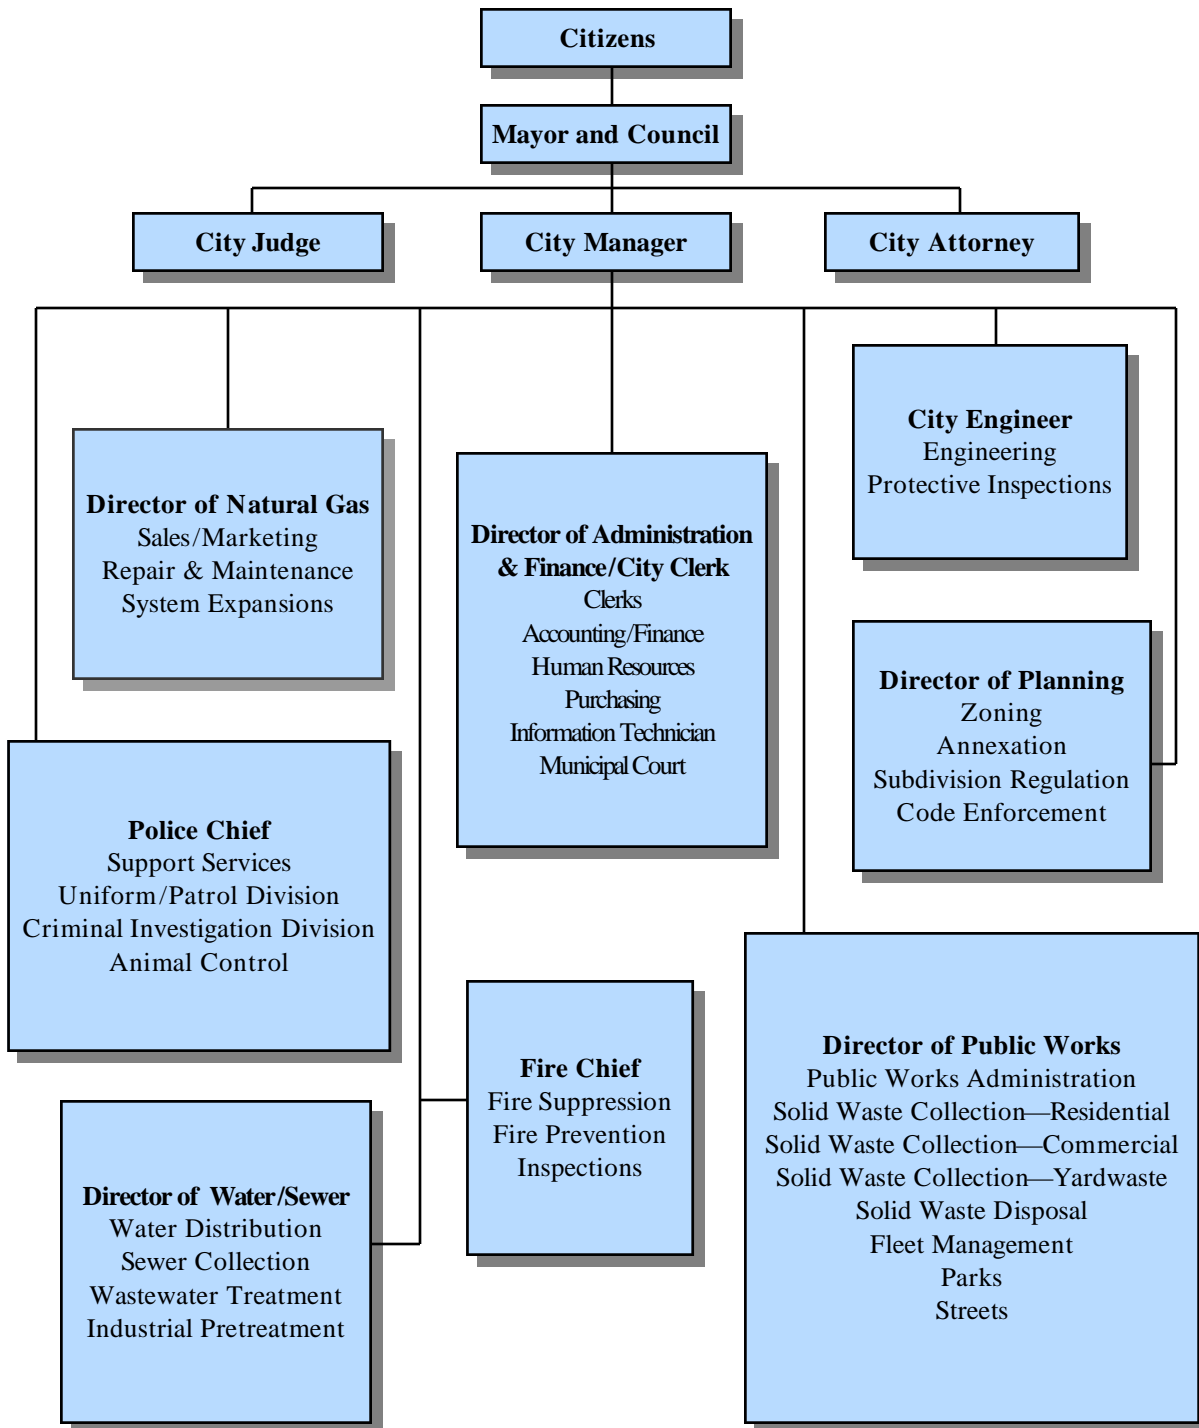 Citizens
Mayor and Council
City Judge
City Manager
City Attorney
City Engineer
Engineering
Protective Inspections
Director of Natural Gas
Sales/Marketing
Repair & Maintenance
System Expansions
Director of Administration
& Finance/City Clerk
Clerks
Accounting/Finance
Human Resources
Purchasing
Information Technician
Municipal Court
Director of Planning
Zoning
Annexation
Subdivision Regulation
Code Enforcement
Police Chief
Support Services
Uniform/Patrol Division
Criminal Investigation Division
Animal Control
Fire Chief
Fire Suppression
Fire Prevention
Inspections
Director of Public Works
Public Works Administration
Solid Waste Collection—Residential
Solid Waste Collection—Commercial
Solid Waste Collection—Yardwaste
Solid Waste Disposal
Fleet Management
Parks
Streets
Director of Water/Sewer
Water Distribution
Sewer Collection
Wastewater Treatment
Industrial Pretreatment